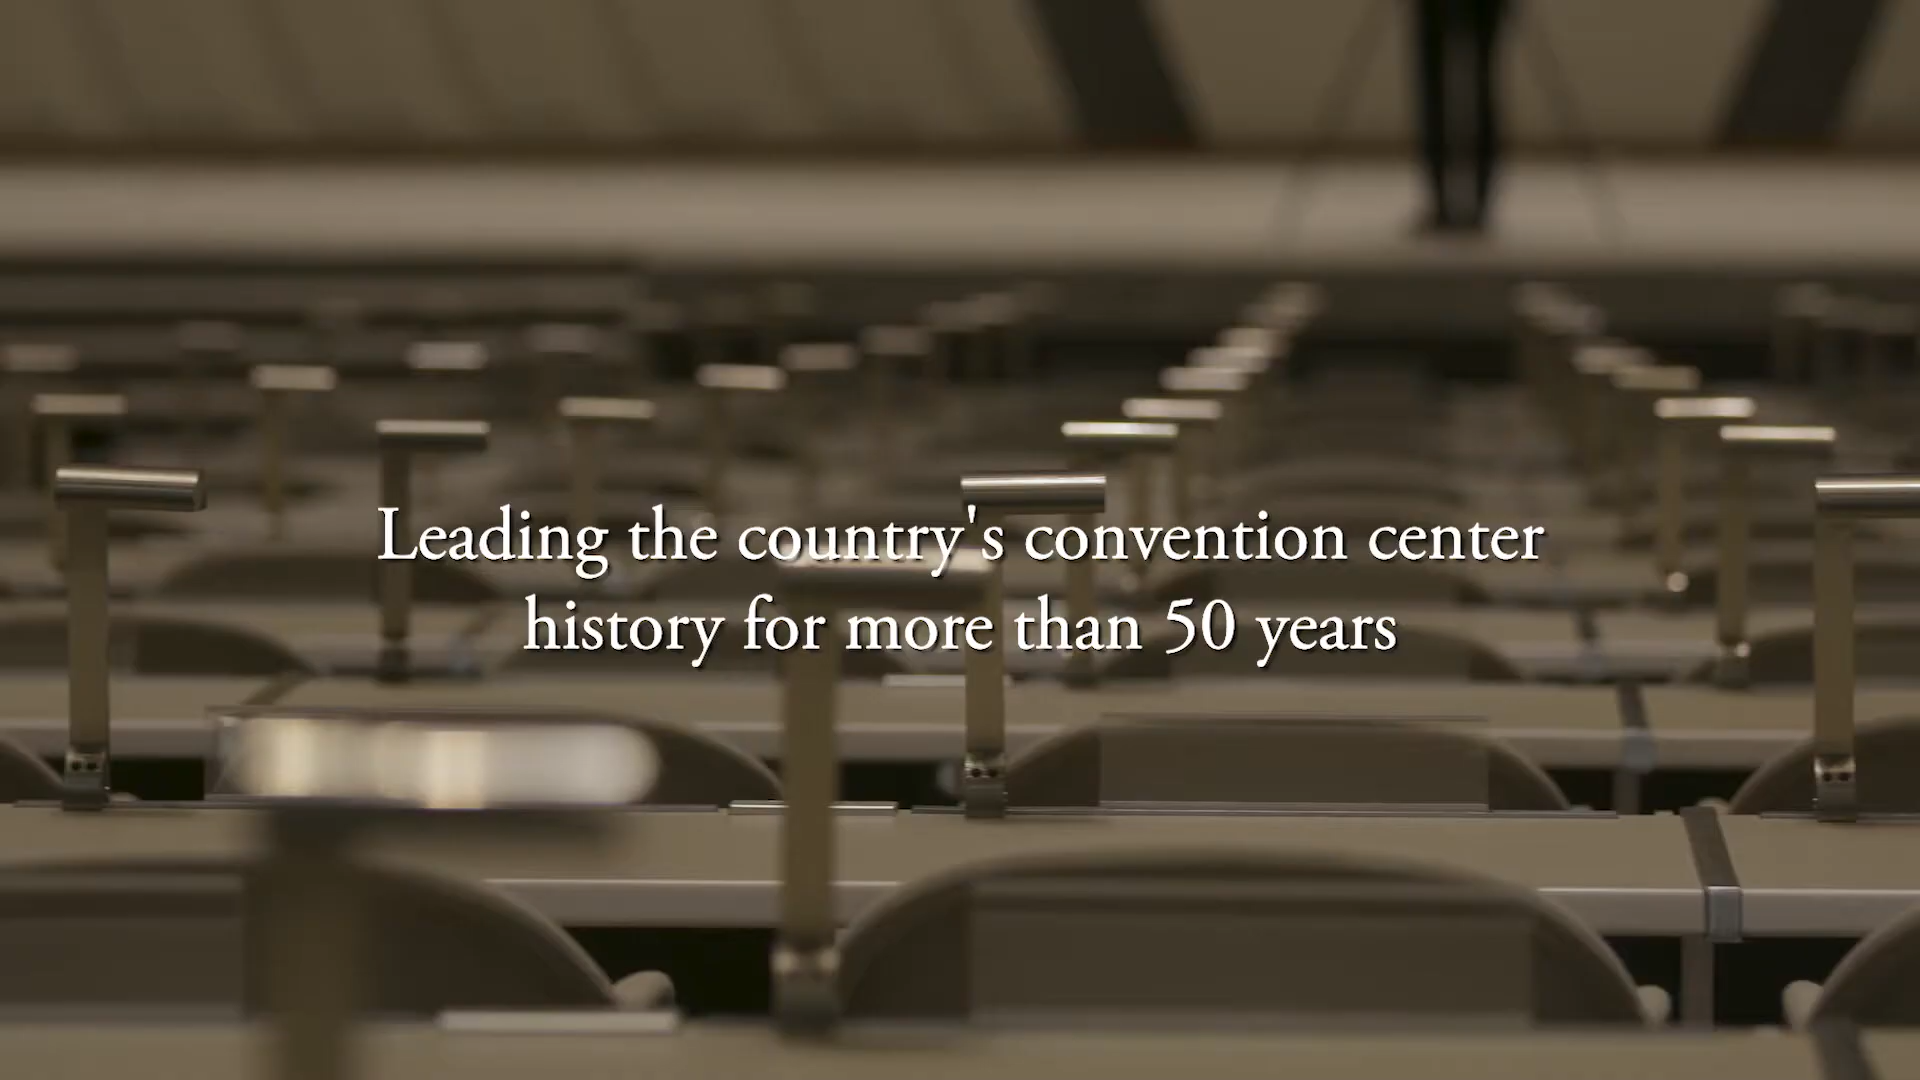 Leading the country's convention center
history for more than 50 years